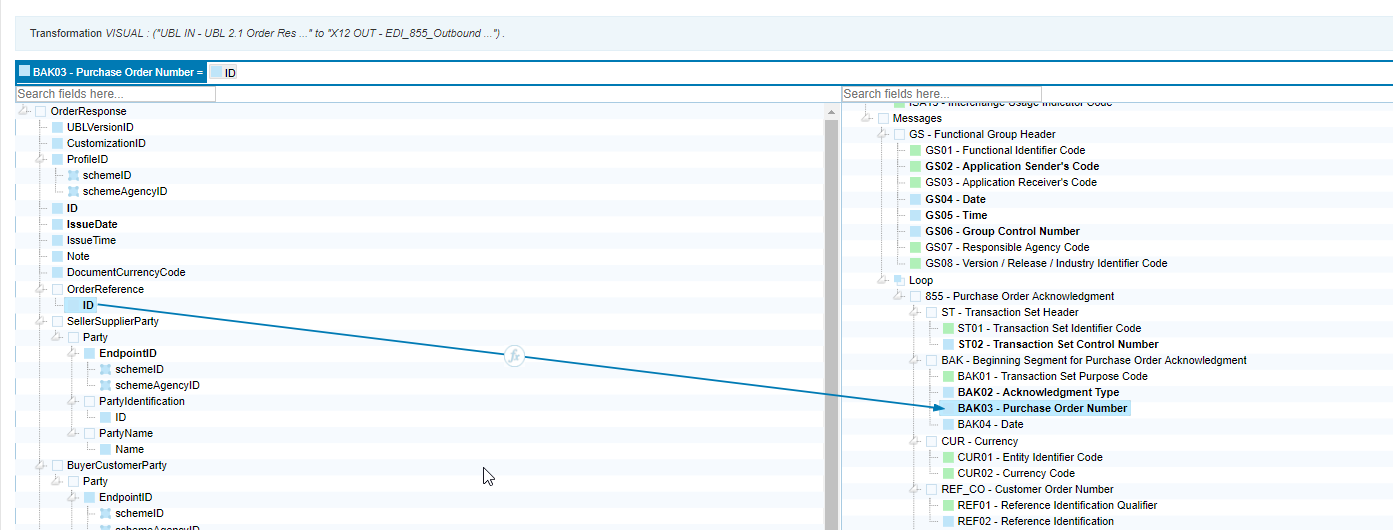 Transformation VISUAL : ("UBL IN - UBL 2.1 Order Res ..." to "X12 OUT - EDI_855_Outbound ...") .
BAK03 - Purchase Order Number = ID
Search fields here...
OrderResponse
UBLVersionID
CustomizationID
ProfileID
schemeID
schemeAgencyID
ID
IssueDate
IssueTime
Note
DocumentCurrencyCode
OrderReference
ID
SellerSupplierParty
Party
EndpointID
schemeID
schemeAgencyID
PartyIdentification
ID
PartyName
Name
BuyerCustomerParty
Party
EndpointID
schemeID
schemeAgencyID
fx
Search fields here...
Interchange Usage Indicator Code
Messages
GS - Functional Group Header
GS01 - Functional Identifier Code
GS02 - Application Sender's Code
GS03 - Application Receiver's Code
GS04 - Date
GS05 - Time
GS06 - Group Control Number
GS07 - Responsible Agency Code
GS08 - Version / Release / Industry Identifier Code
Loop
855 - Purchase Order Acknowledgment
ST - Transaction Set Header
ST01 - Transaction Set Identifier Code
ST02 - Transaction Set Control Number
BAK - Beginning Segment for Purchase Order Acknowledgment
BAK01 - Transaction Set Purpose Code
BAK02 - Acknowledgment Type
BAK03 - Purchase Order Number
BAK04 - Date
CUR - Currency
CUR01 - Entity Identifier Code
CUR02 - Currency Code
REF_CO - Customer Order Number
REF01 - Reference Identification Qualifier
REF02 - Reference Identification